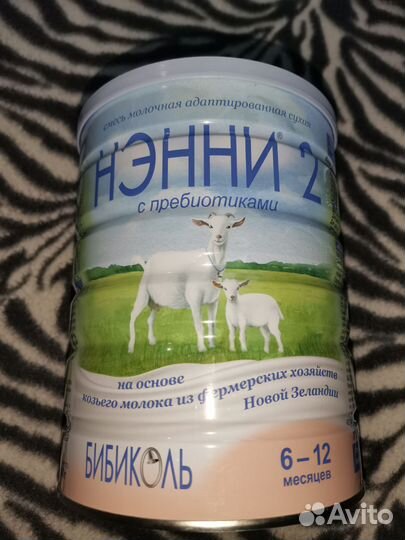 смесь молочная адаптированная сухая
НЭННИ® 2
с пребиотиками
на основе
козьего молока из фермерских хозяйств
Новой Зеландии
БИБИКОЛЬ
6–12
месяцев
Avito